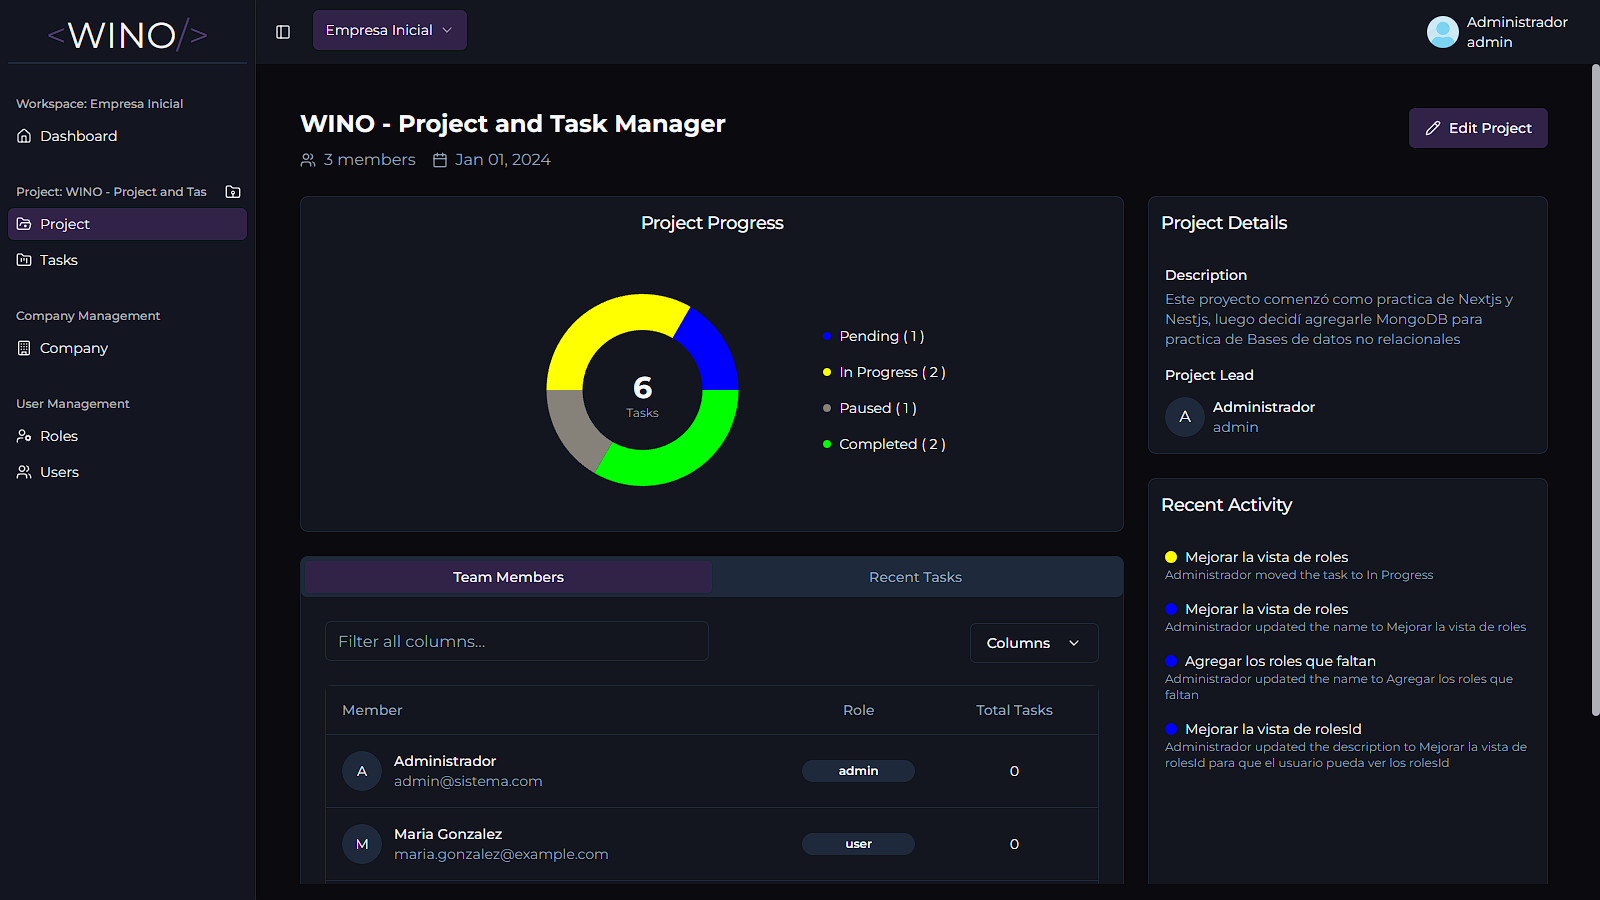 <WINO/>
Empresa Inicial
Administrador
admin
Workspace: Empresa Inicial
Dashboard
Project: WINO - Project and Tas
Project
Tasks
Company Management
Company
User Management
Roles
Users
WINO - Project and Task Manager
3 members
Jan 01, 2024
Edit Project
Project Progress
6
Tasks
Pending ( 1 )
In Progress ( 2 )
Paused ( 1 )
Completed ( 2 )
Project Details
Description
Este proyecto comenzó como practica de Nextjs y
Nestjs, luego decidí agregarle MongoDB para
practica de Bases de datos no relacionales
Project Lead
A
Administrador
admin
Team Members
Recent Tasks
Filter all columns...
Columns
Member
Role
Total Tasks
A
Administrador
admin@sistema.com
admin
0
M
Maria Gonzalez
maria.gonzalez@example.com
user
0
Recent Activity
Mejorar la vista de roles
Administrador moved the task to In Progress
Mejorar la vista de roles
Administrador updated the name to Mejorar la vista de roles
Agregar los roles que faltan
Administrador updated the name to Agregar los roles que
faltan
Mejorar la vista de rolesId
Administrador updated the description to Mejorar la vista de
rolesId para que el usuario pueda ver los rolesId